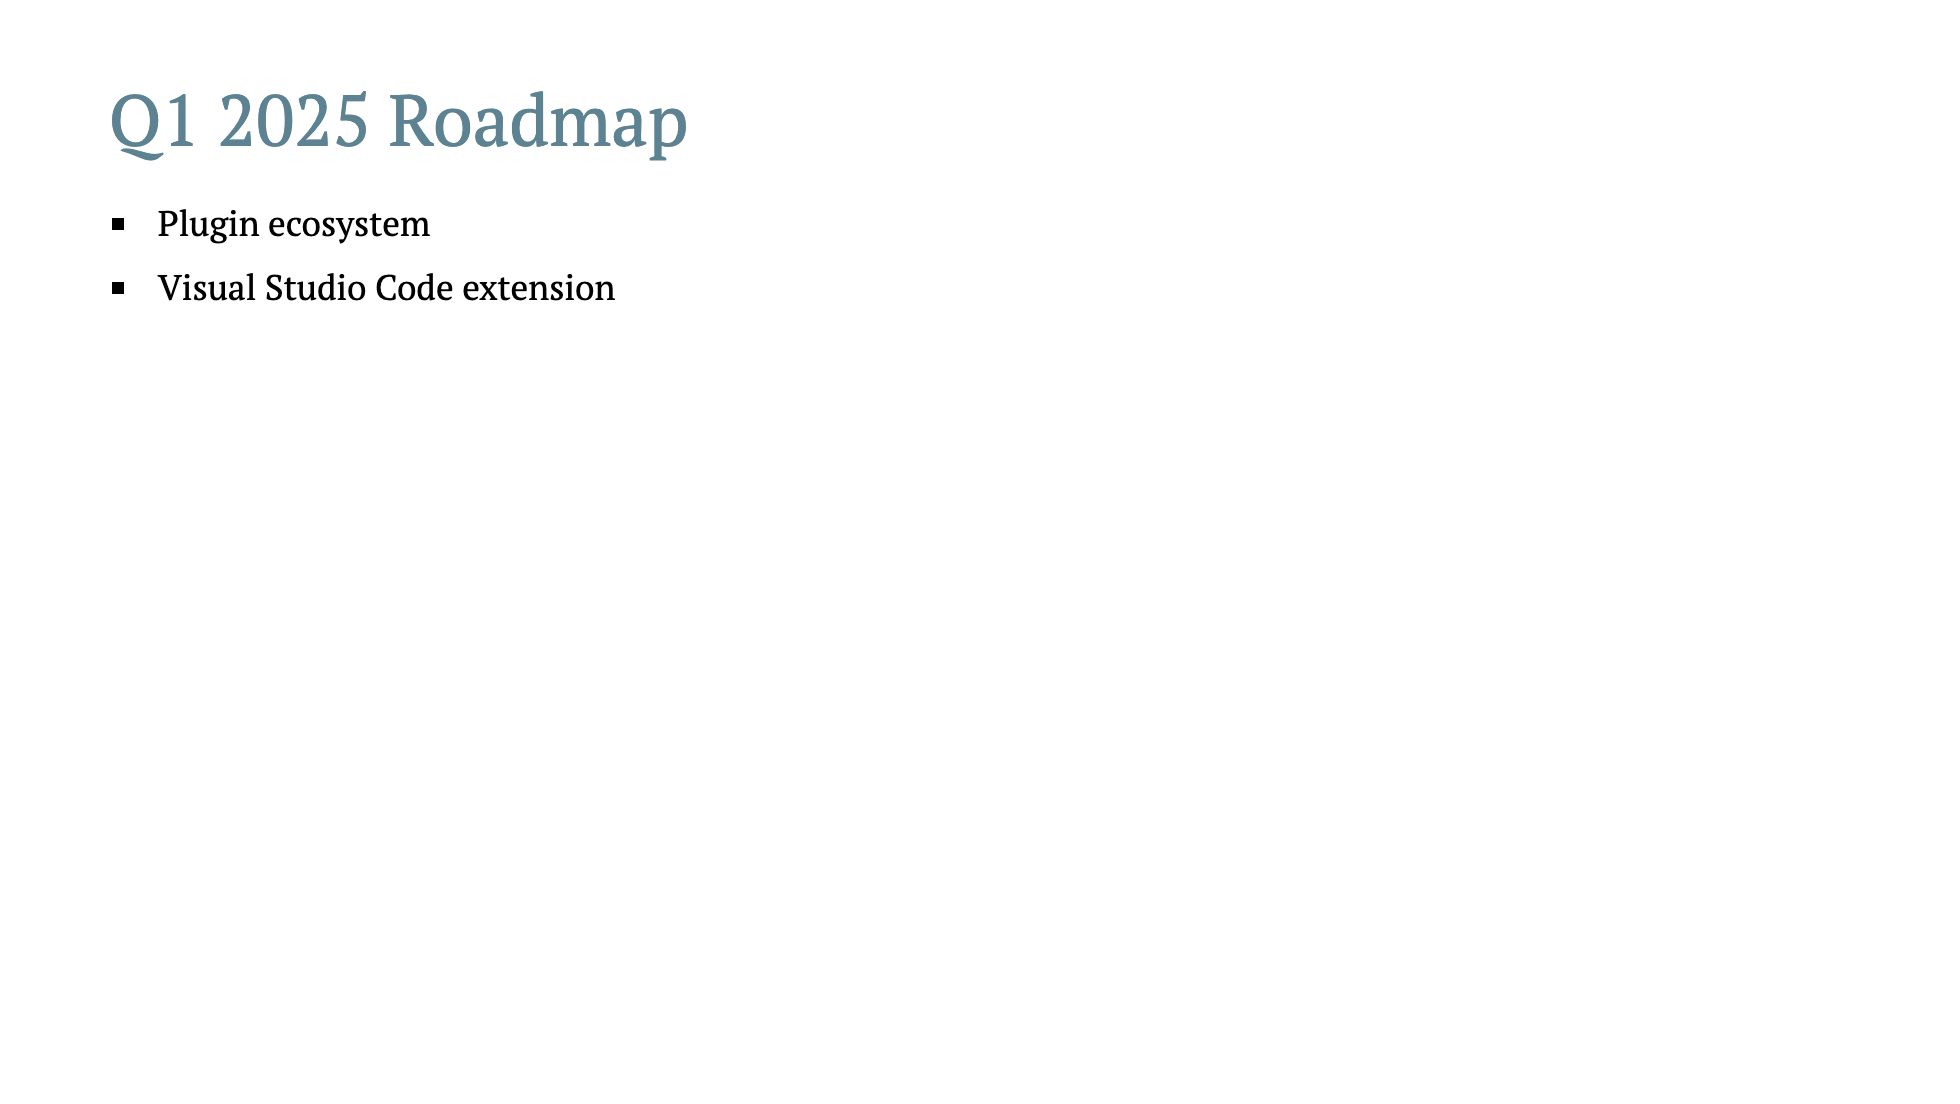 Q1 2025 Roadmap
Plugin ecosystem
Visual Studio Code extension